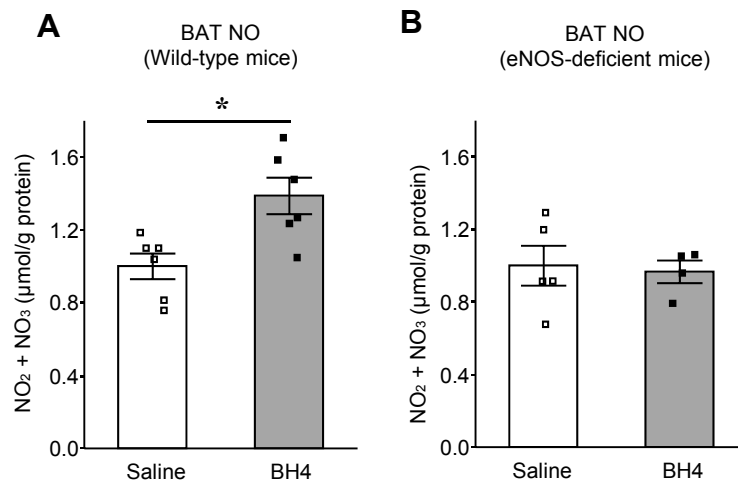 A
BAT NO
(Wild-type mice)
*
NO₂ + NO₃ (μmol/g protein)
1.6
1.2
0.8
0.4
0.0
Saline BH4
B
BAT NO
(eNOS-deficient mice)
NO₂ + NO₃ (μmol/g protein)
1.6
1.2
0.8
0.4
0.0
Saline BH4